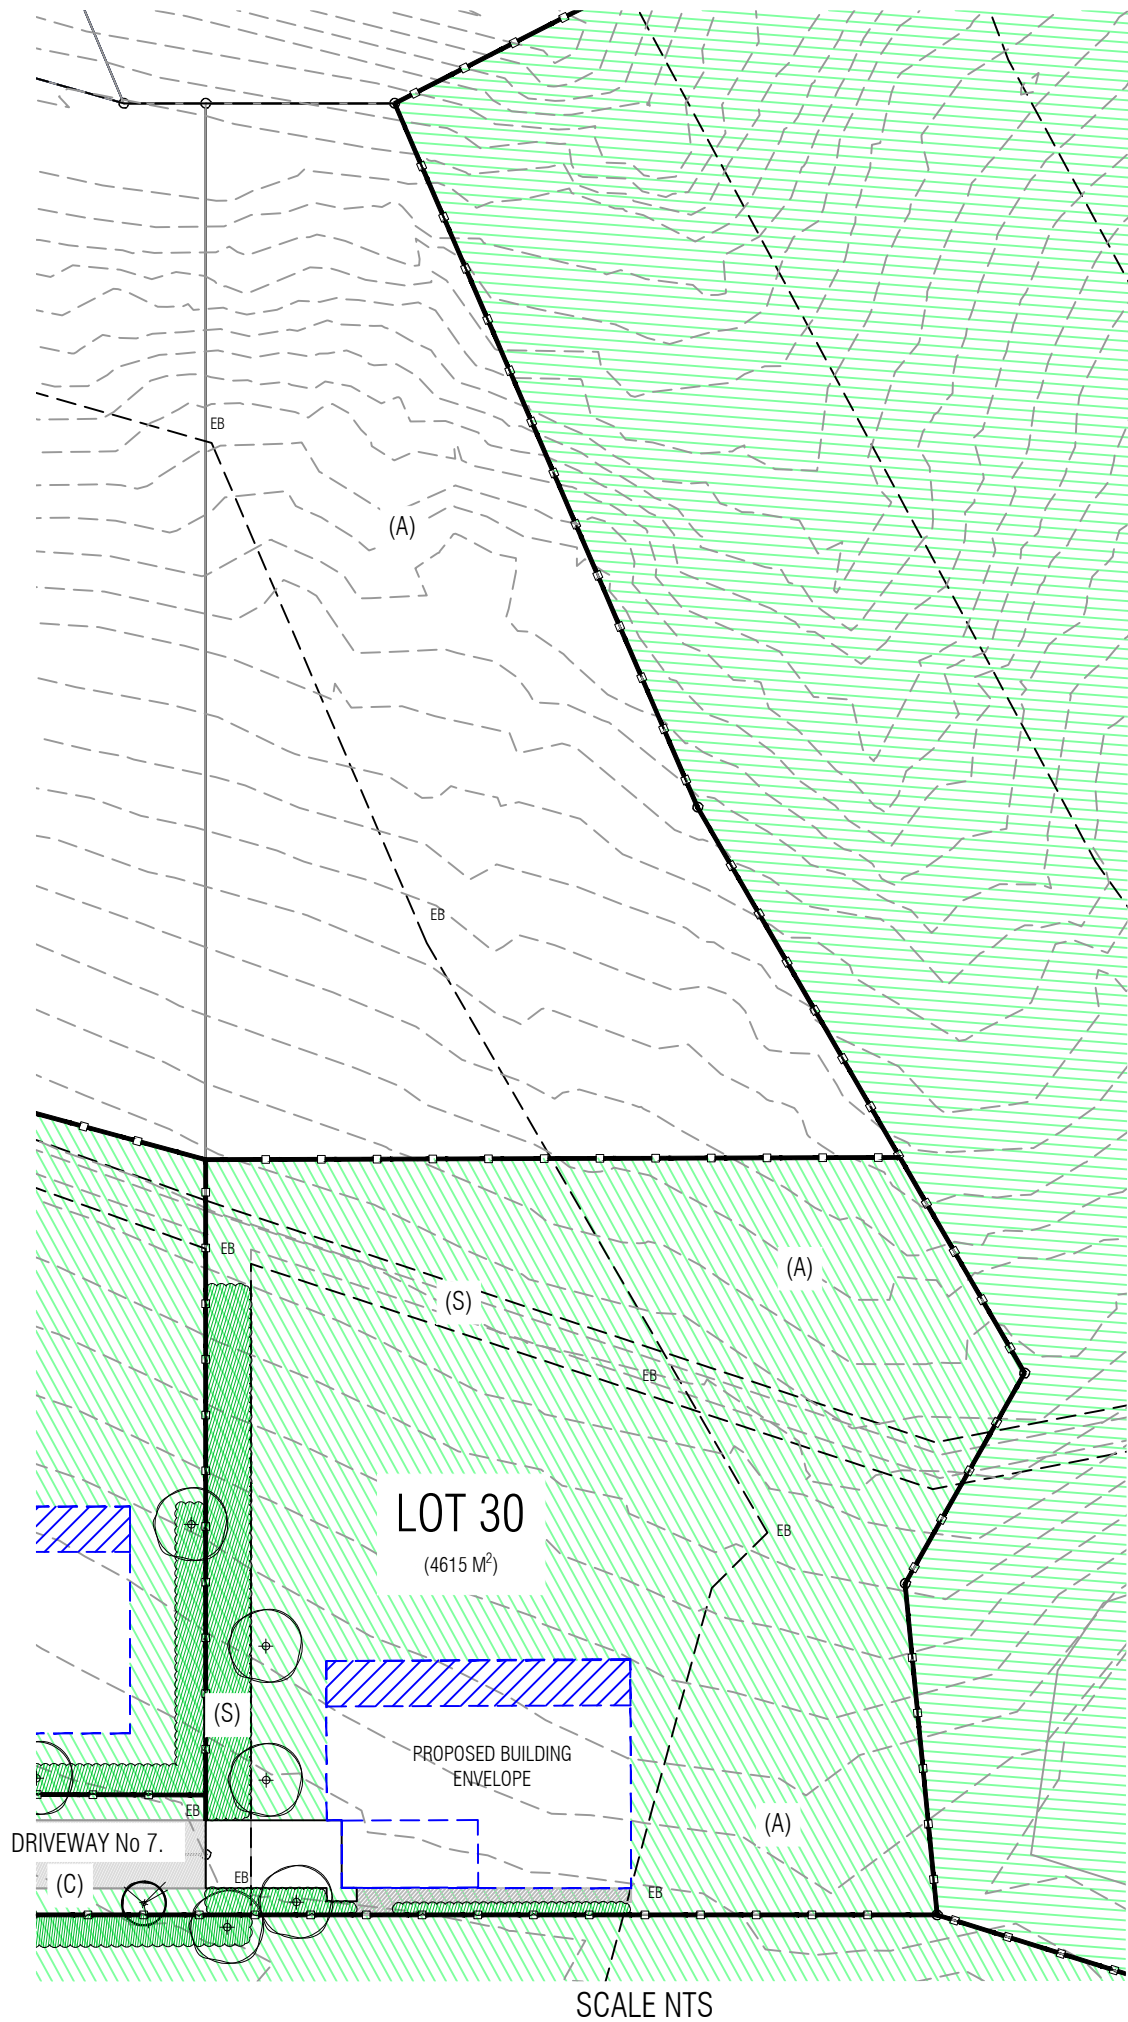 EB
(A)
EB
EB
(A)
(S)
EB
LOT 30
(4615 M²)
EB
(S)
PROPOSED BUILDING
ENVELOPE
EB
(A)
DRIVEWAY No 7.
(C)
EB
EB
SCALE NTS